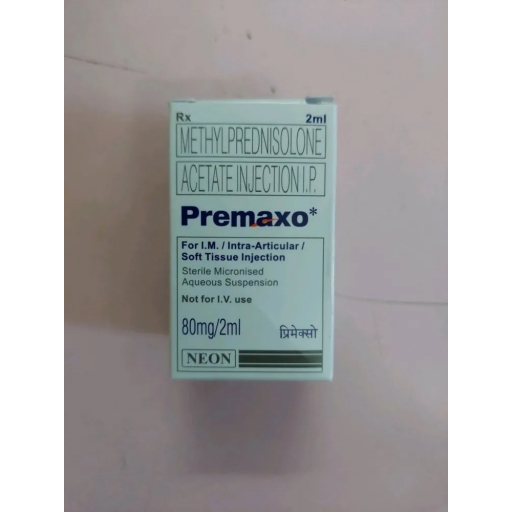 Rx 2ml
METHYLPREDNISOLONE
ACETATE INJECTION I.P.
Premaxo*
For I.M. / Intra-Articular /
Soft Tissue Injection
Sterile Micronised
Aqueous Suspension
Not for I.V. use
80mg/2ml प्रिमेक्सो
NEON